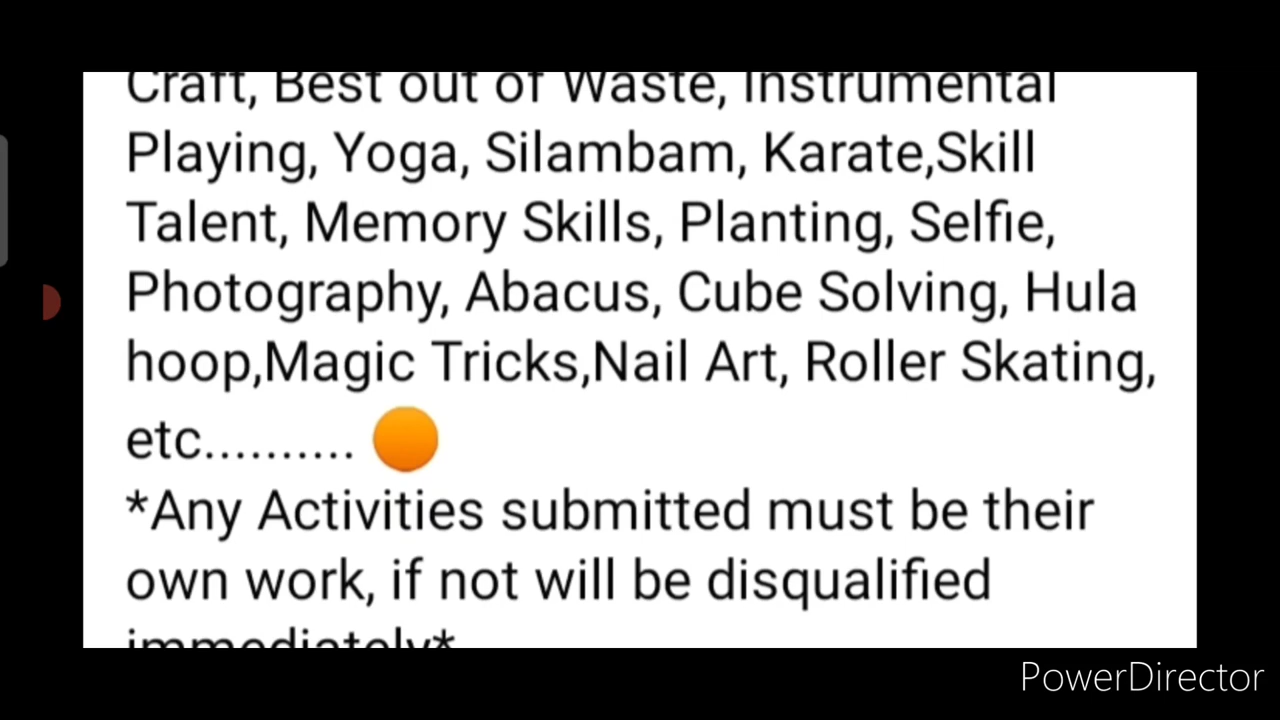 Craft, Best out of Waste, Instrumental
Playing, Yoga, Silambam, Karate,Skill
Talent, Memory Skills, Planting, Selfie,
Photography, Abacus, Cube Solving, Hula
hoop,Magic Tricks,Nail Art, Roller Skating,
etc..........
*Any Activities submitted must be their
own work, if not will be disqualified
immediately*
PowerDirector